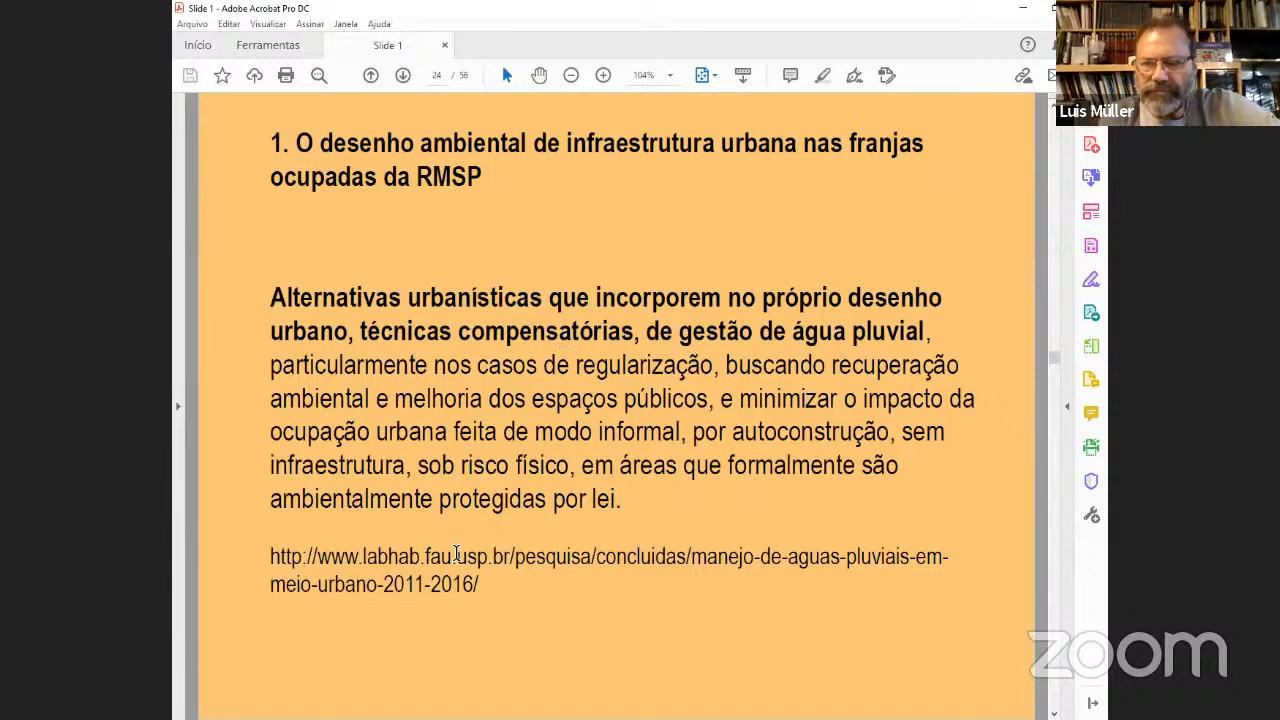 Slide 1 - Adobe Acrobat Pro DC
Arquivo Editar Visualizar Assinar Janela Ajuda
Início Ferramentas Slide 1
24 / 56 104%
Luis Müller
1. O desenho ambiental de infraestrutura urbana nas franjas
ocupadas da RMSP
Alternativas urbanísticas que incorporem no próprio desenho
urbano, técnicas compensatórias, de gestão de água pluvial,
particularmente nos casos de regularização, buscando recuperação
ambiental e melhoria dos espaços públicos, e minimizar o impacto da
ocupação urbana feita de modo informal, por autoconstrução, sem
infraestrutura, sob risco físico, em áreas que formalmente são
ambientalmente protegidas por lei.
http://www.labhab.fau.usp.br/pesquisa/concluidas/manejo-de-aguas-pluviais-em-
meio-urbano-2011-2016/
zoom